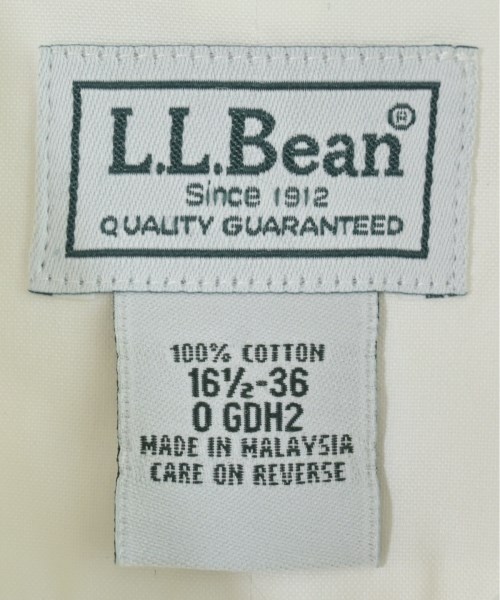 L.L.Bean®
Since 1912
QUALITY GUARANTEED
100% COTTON
16½-36
0 GDH2
MADE IN MALAYSIA
CARE ON REVERSE